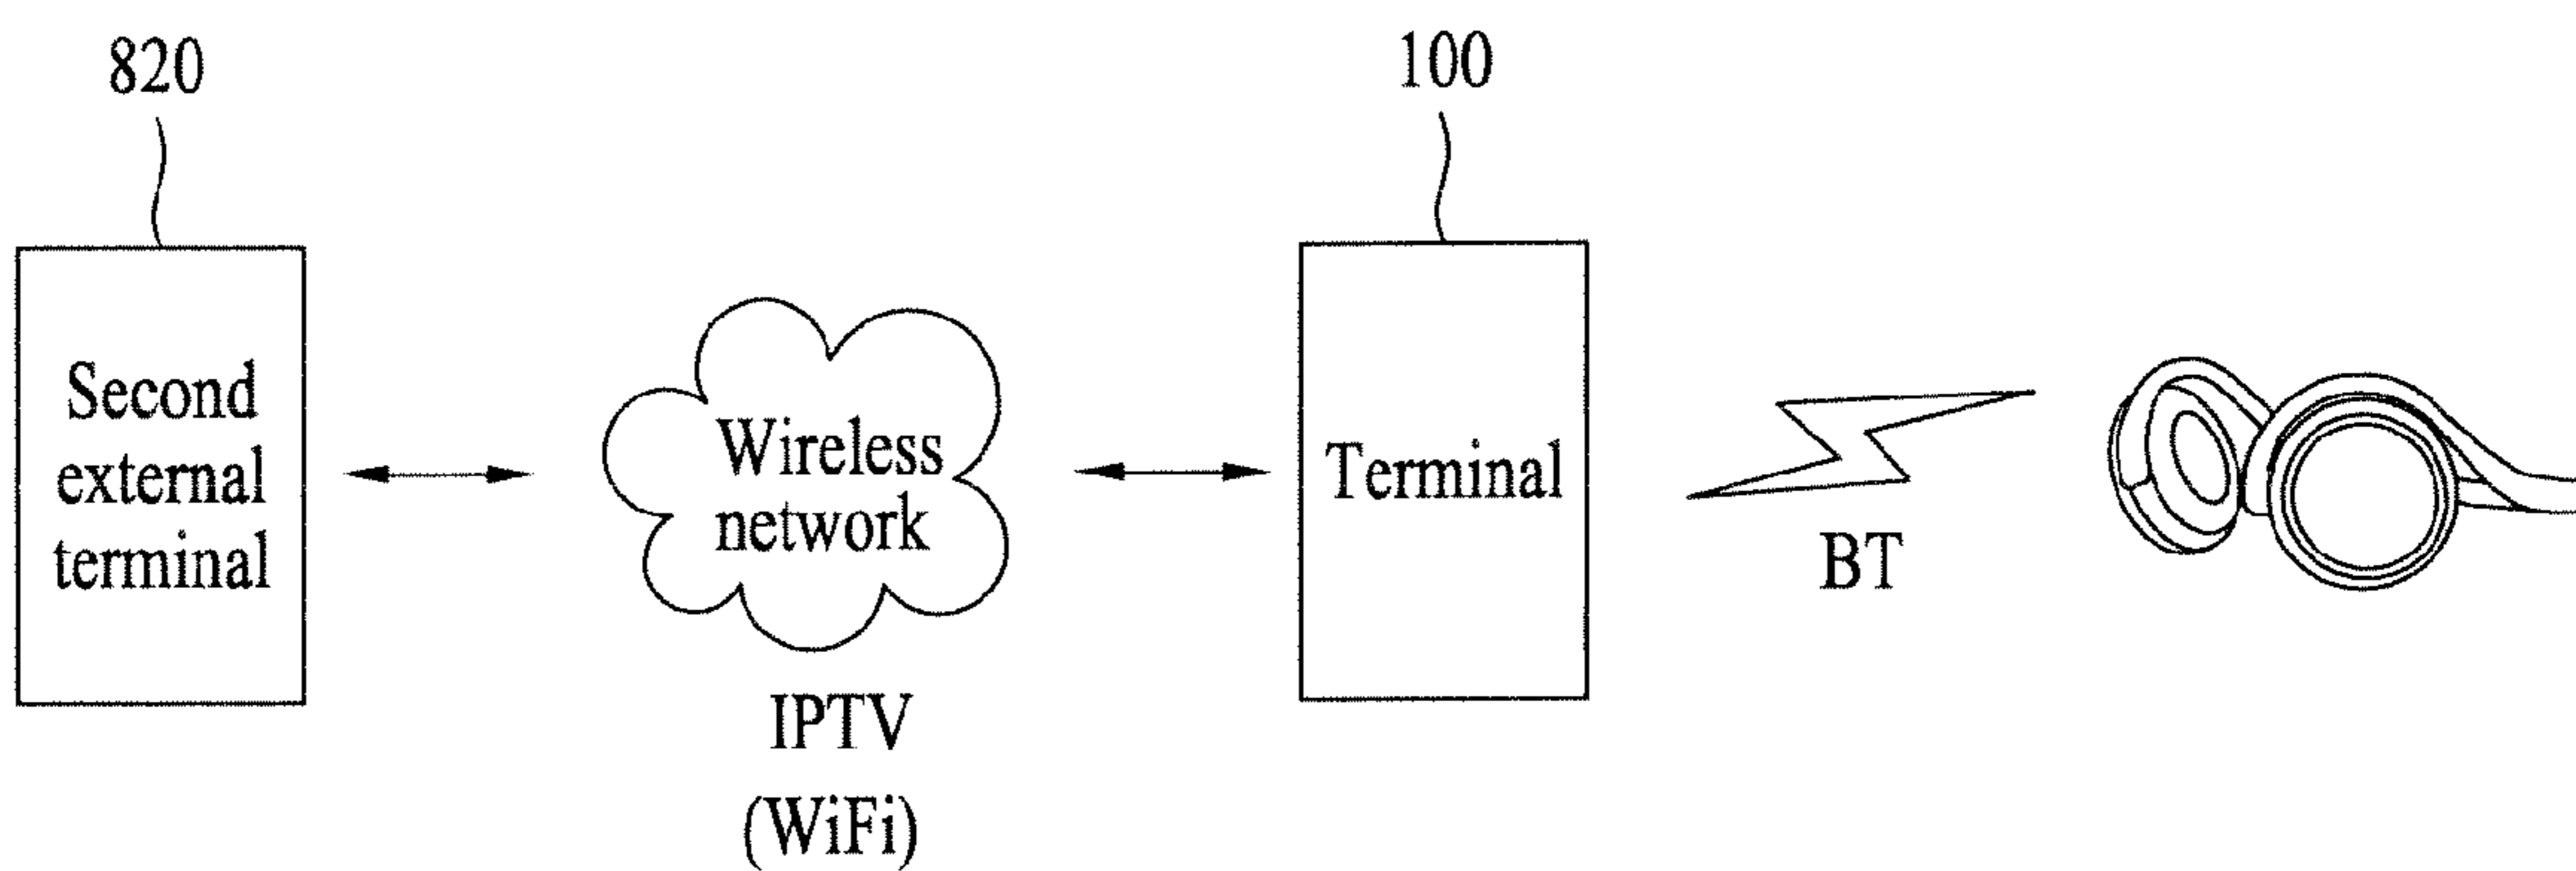 820
100
Second
external
terminal
Wireless
network
IPTV
(WiFi)
Terminal
BT